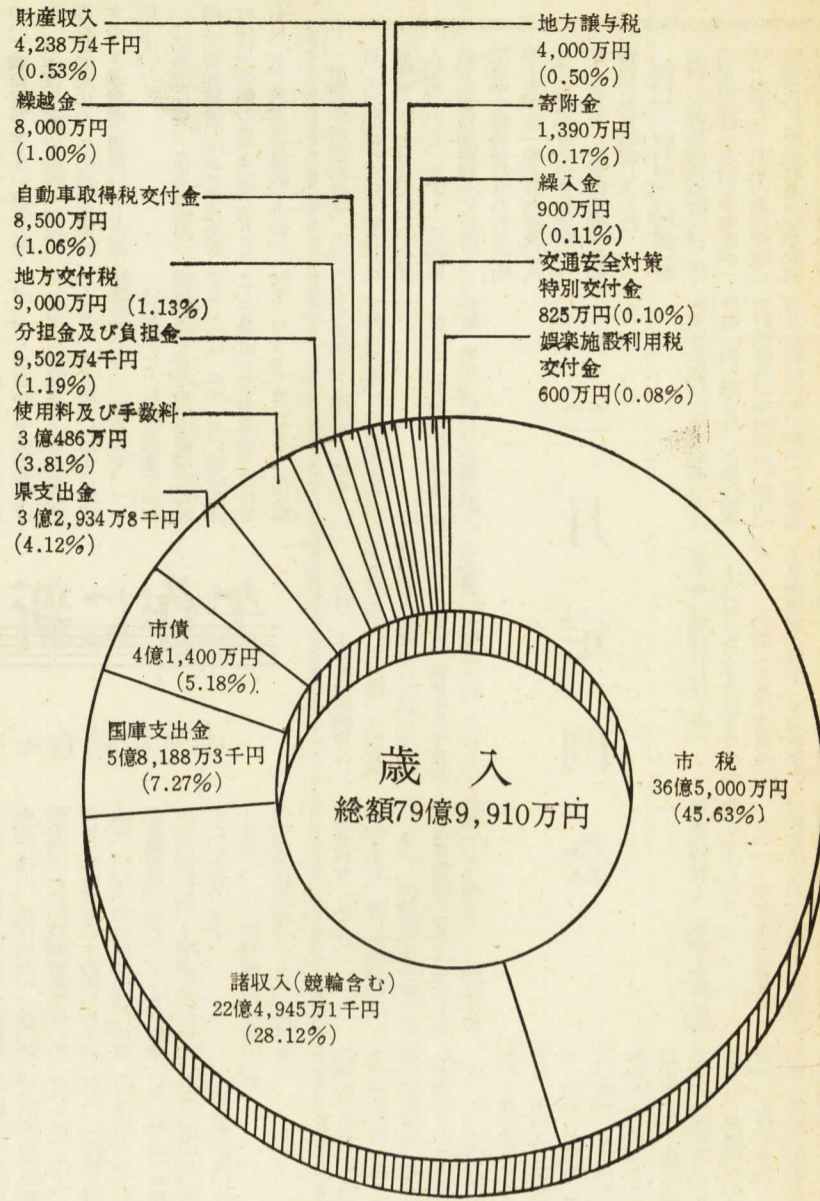 財産収入
4,238万4千円
(0.53%)
繰越金
8,000万円
(1.00%)
自動車取得税交付金
8,500万円
(1.06%)
地方交付税
9,000万円 (1.13%)
分担金及び負担金
9,502万4千円
(1.19%)
使用料及び手数料
3億486万円
(3.81%)
県支出金
3億2,934万8千円
(4.12%)
市債
4億1,400万円
(5.18%)
国庫支出金
5億8,188万3千円
(7.27%)
地方譲与税
4,000万円
(0.50%)
寄附金
1,390万円
(0.17%)
繰入金
900万円
(0.11%)
交通安全対策
特別交付金
825万円(0.10%)
娯楽施設利用税
交付金
600万円(0.08%)
歳入
総額79億9,910万円
市税
36億5,000万円
(45.63%)
諸収入(競輪含む)
22億4,945万1千円
(28.12%)